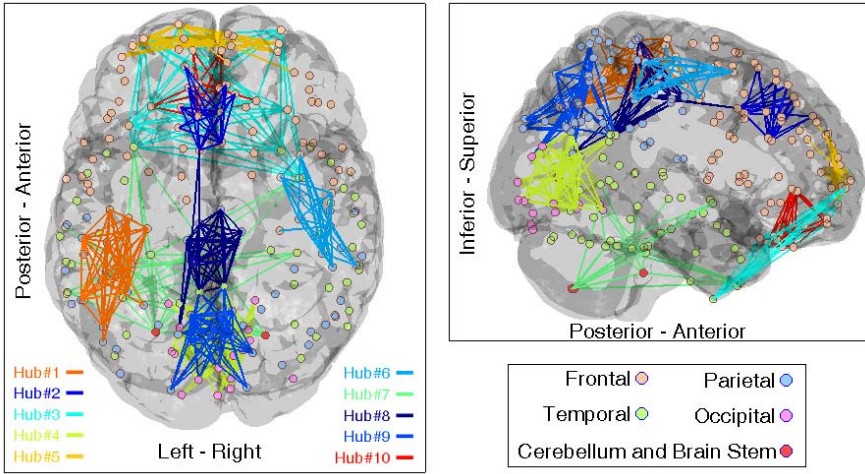 Posterior - Anterior
Hub#1
Hub#2
Hub#3
Hub#4
Hub#5
Left - Right
Hub#6
Hub#7
Hub#8
Hub#9
Hub#10
Inferior - Superior
Posterior - Anterior
Frontal
Parietal
Temporal
Occipital
Cerebellum and Brain Stem